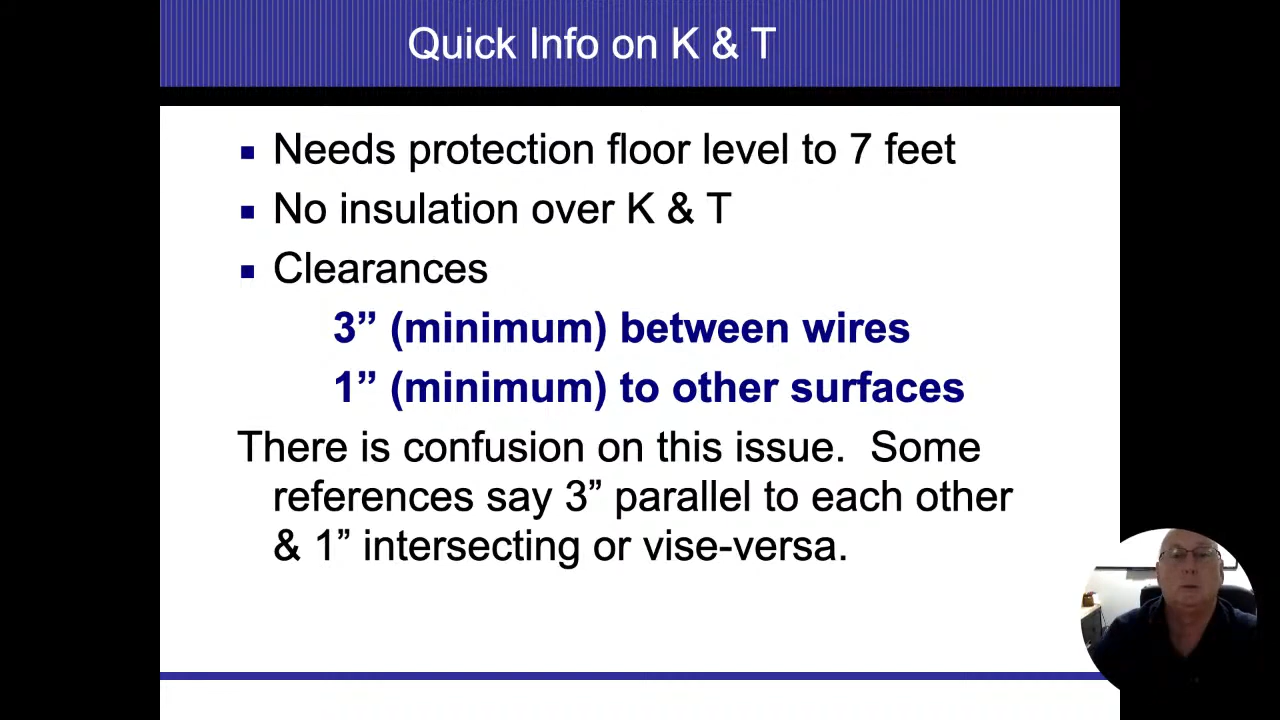 Quick Info on K & T
▪ Needs protection floor level to 7 feet
▪ No insulation over K & T
▪ Clearances
3” (minimum) between wires
1” (minimum) to other surfaces
There is confusion on this issue.  Some
references say 3” parallel to each other
& 1” intersecting or vise-versa.